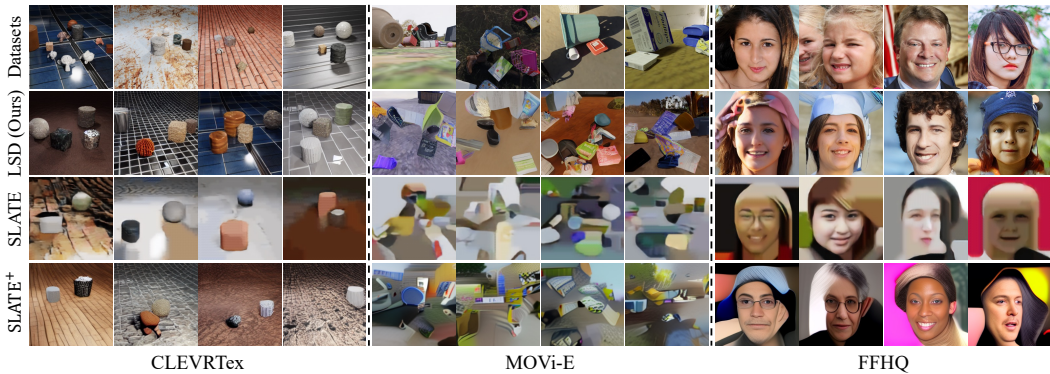 Datasets
LSD (Ours)
SLATE
SLATE+
CLEVRTex
MOVi-E
FFHQ